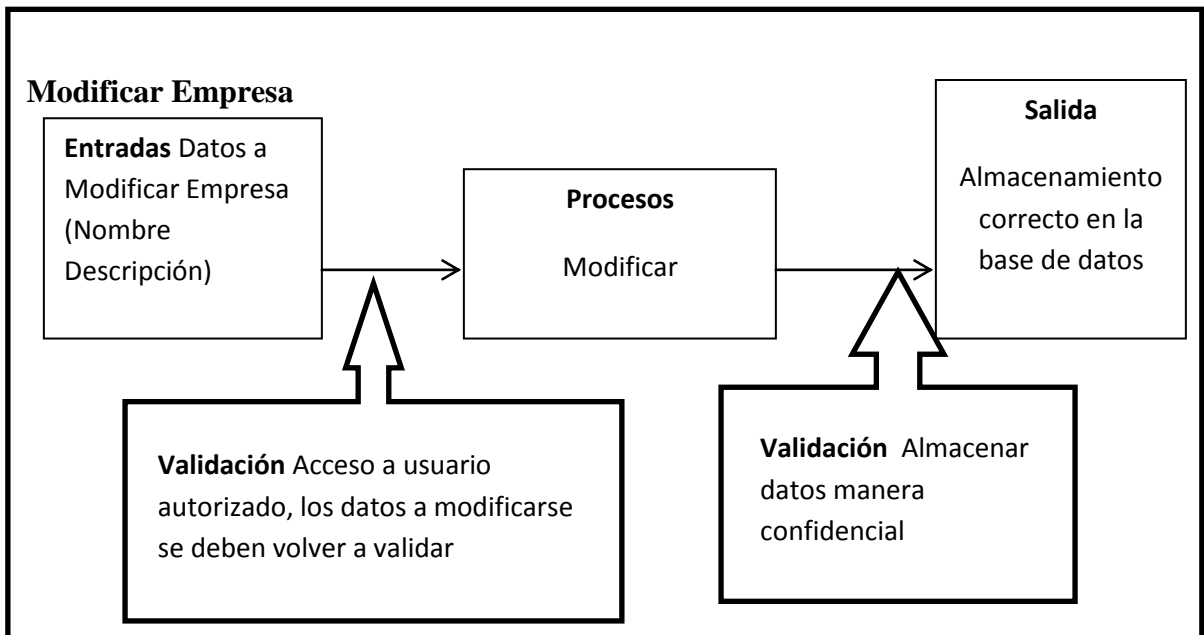 Modificar Empresa
Entradas Datos a
Modificar Empresa
(Nombre
Descripción)
Procesos
Modificar
Salida
Almacenamiento
correcto en la
base de datos
Validación Acceso a usuario
autorizado, los datos a modificarse
se deben volver a validar
Validación  Almacenar
datos manera
confidencial